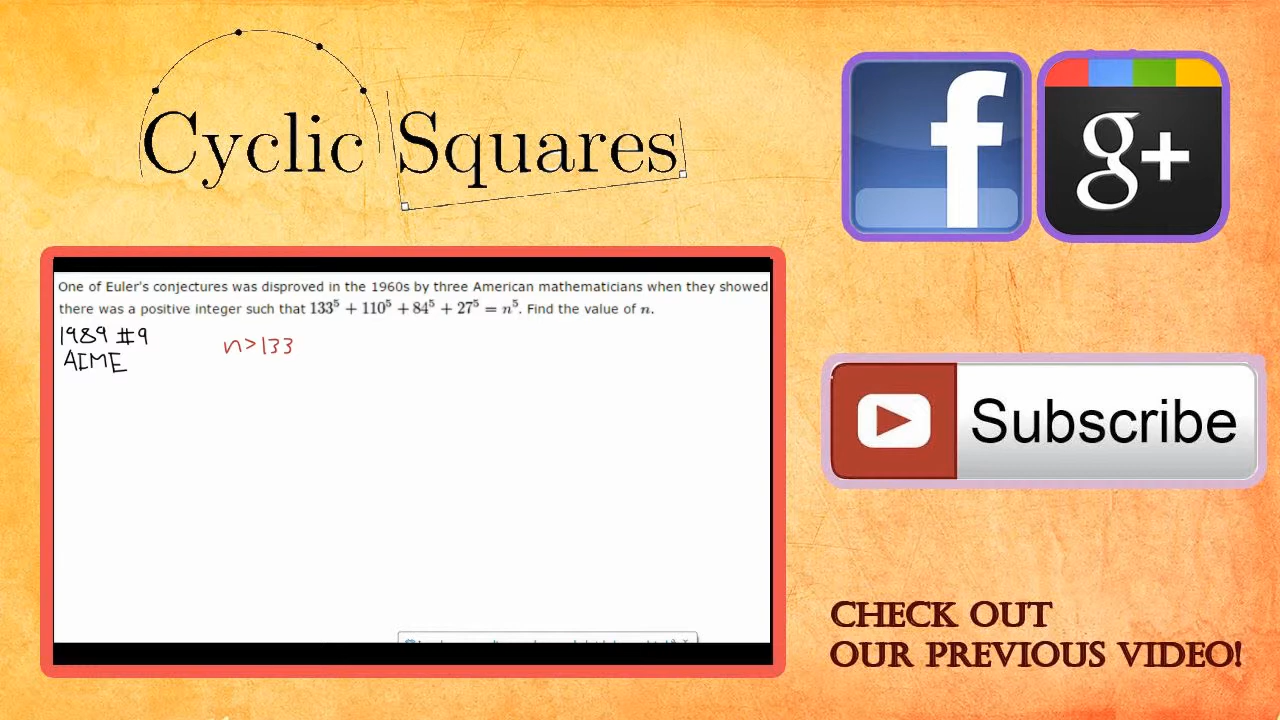 Cyclic Squares
f
g+
One of Euler's conjectures was disproved in the 1960s by three American mathematicians when they showed
there was a positive integer such that 133⁵ + 110⁵ + 84⁵ + 27⁵ = n⁵. Find the value of n.
1989 #9
AIME
n>133
Subscribe
CHECK OUT
OUR PREVIOUS VIDEO!